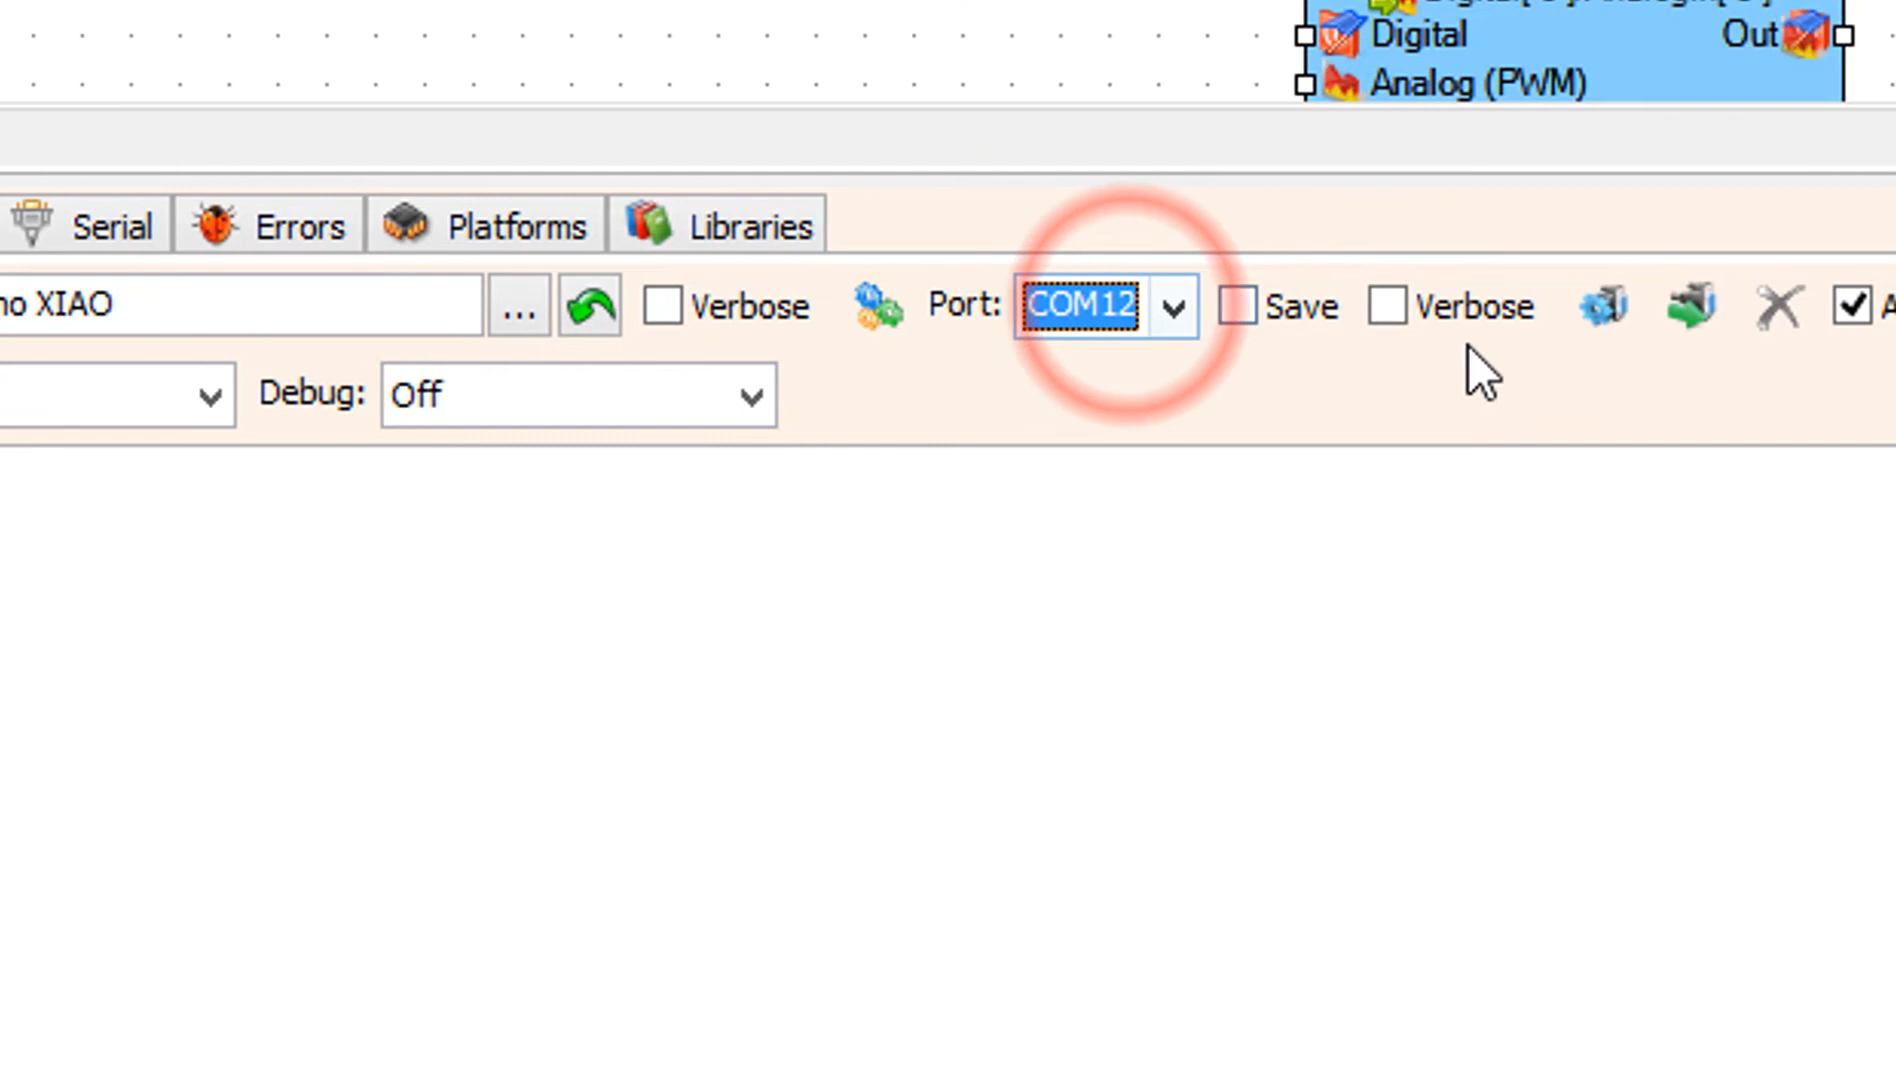 Digital Out
Analog (PWM)
Serial Errors Platforms Libraries
no XIAO ... Verbose Port: COM12 Save Verbose
Debug: Off